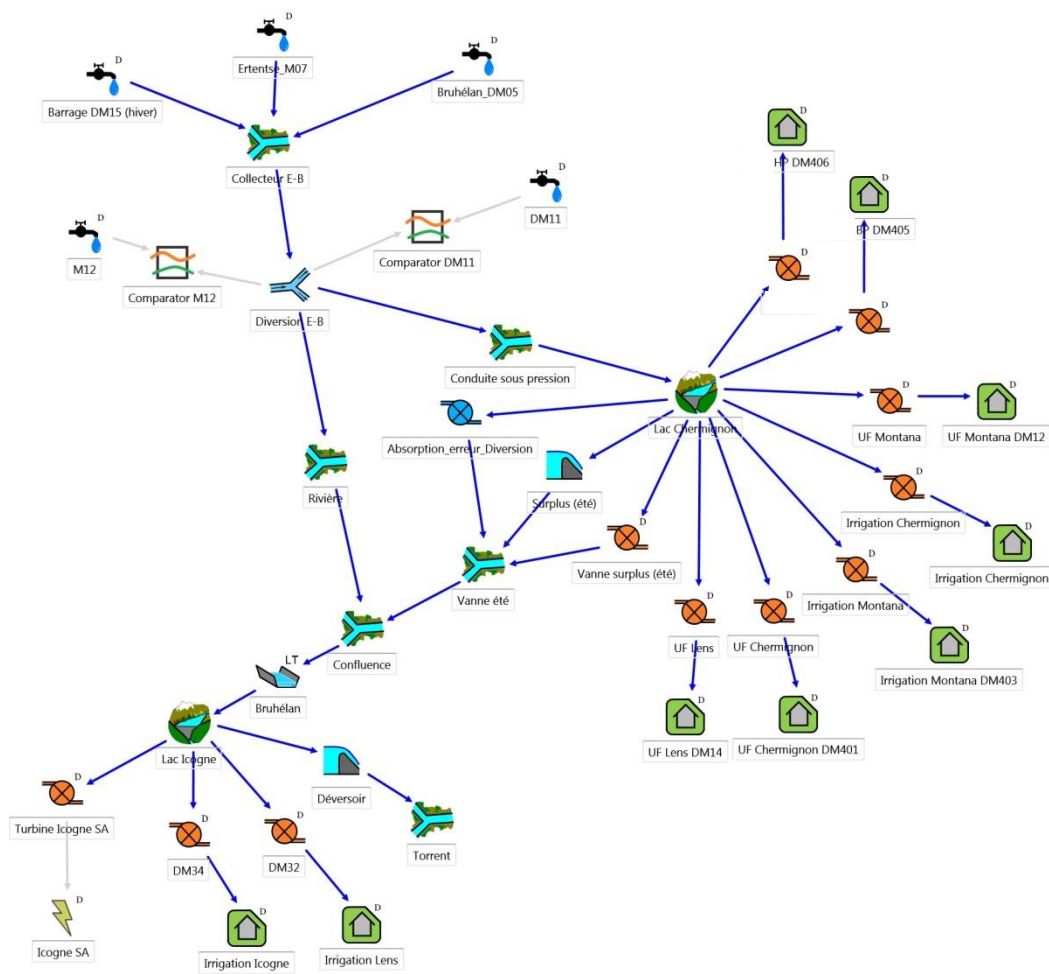 D
Ertentse_M07
D
Barrage DM15 (hiver)
D
Bruhélan_DM05
Collecteur E-B
D
HP DM406
D
BP DM405
D
DM11
D
M12
Comparator DM11
Comparator M12
Diversion E-B
D
D
Conduite sous pression
Lac Chermignon
D
UF Montana
D
UF Montana DM12
Absorption_erreur_Diversion
Rivière
Surplus (été)
D
Irrigation Chermignon
D
Irrigation Chermignon
D
Vanne surplus (été)
Vanne été
D
Irrigation Montana
D
UF Lens
D
UF Chermignon
D
Irrigation Montana DM403
Confluence
LT
Bruhélan
D
UF Lens DM14
D
UF Chermignon DM401
Lac Icogne
D
Turbine Icogne SA
Déversoir
D
DM34
D
DM32
Torrent
D
Icogne SA
D
Irrigation Icogne
D
Irrigation Lens